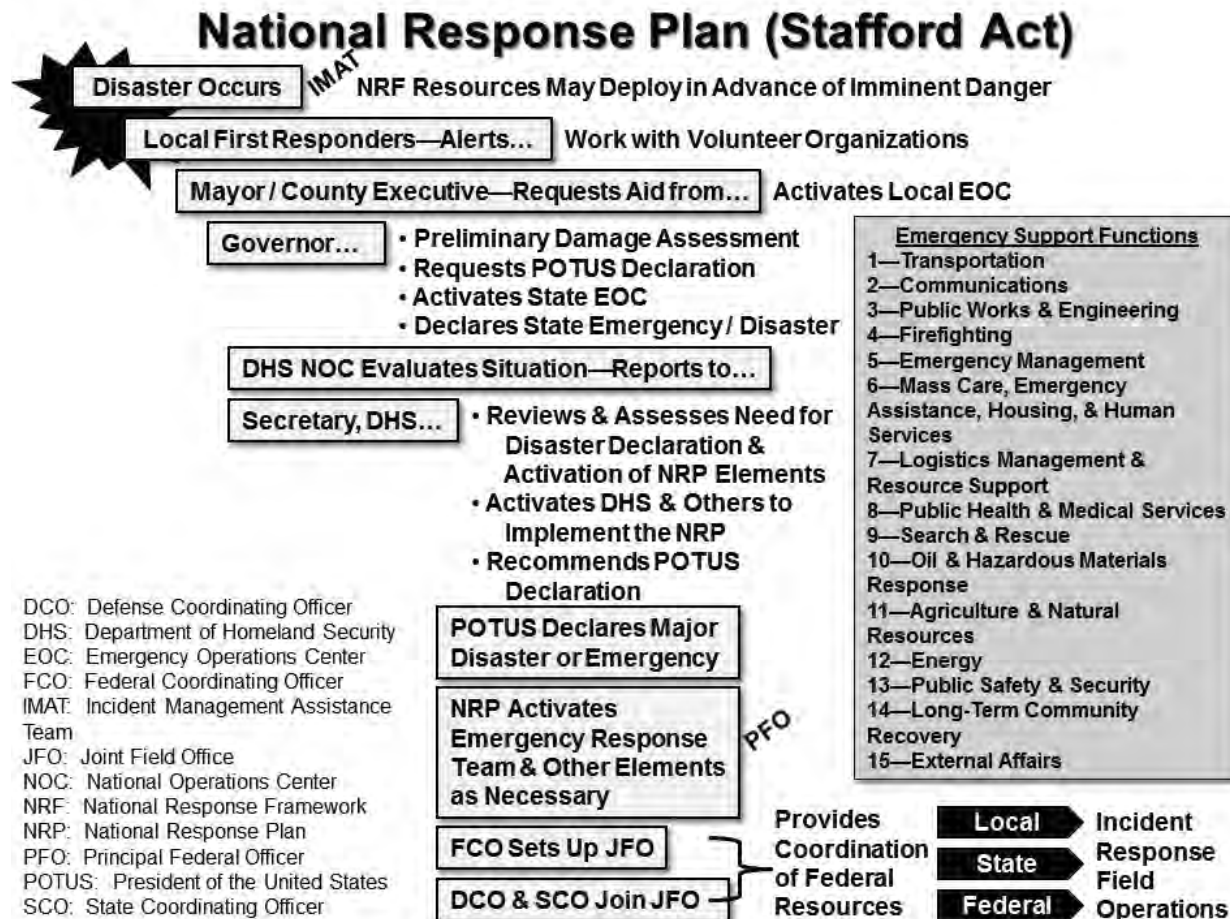 National Response Plan (Stafford Act)
Disaster Occurs
IMAT
NRF Resources May Deploy in Advance of Imminent Danger
Local First Responders—Alerts…
Work with Volunteer Organizations
Mayor / County Executive—Requests Aid from…
Activates Local EOC
Governor…
• Preliminary Damage Assessment
• Requests POTUS Declaration
• Activates State EOC
• Declares State Emergency / Disaster
DHS NOC Evaluates Situation—Reports to…
Secretary, DHS…
• Reviews & Assesses Need for
Disaster Declaration &
Activation of NRP Elements
• Activates DHS & Others to
Implement the NRP
• Recommends POTUS
Declaration
Emergency Support Functions
1—Transportation
2—Communications
3—Public Works & Engineering
4—Firefighting
5—Emergency Management
6—Mass Care, Emergency
Assistance, Housing, & Human
Services
7—Logistics Management &
Resource Support
8—Public Health & Medical Services
9—Search & Rescue
10—Oil & Hazardous Materials
Response
11—Agriculture & Natural
Resources
12—Energy
13—Public Safety & Security
14—Long-Term Community
Recovery
15—External Affairs
DCO: Defense Coordinating Officer
DHS: Department of Homeland Security
EOC: Emergency Operations Center
FCO: Federal Coordinating Officer
IMAT: Incident Management Assistance
Team
JFO: Joint Field Office
NOC: National Operations Center
NRF: National Response Framework
NRP: National Response Plan
PFO: Principal Federal Officer
POTUS: President of the United States
SCO: State Coordinating Officer
POTUS Declares Major
Disaster or Emergency
NRP Activates
Emergency Response
Team & Other Elements
as Necessary
PFO
FCO Sets Up JFO
DCO & SCO Join JFO
Provides
Coordination
of Federal
Resources
Local
State
Federal
Incident
Response
Field
Operations